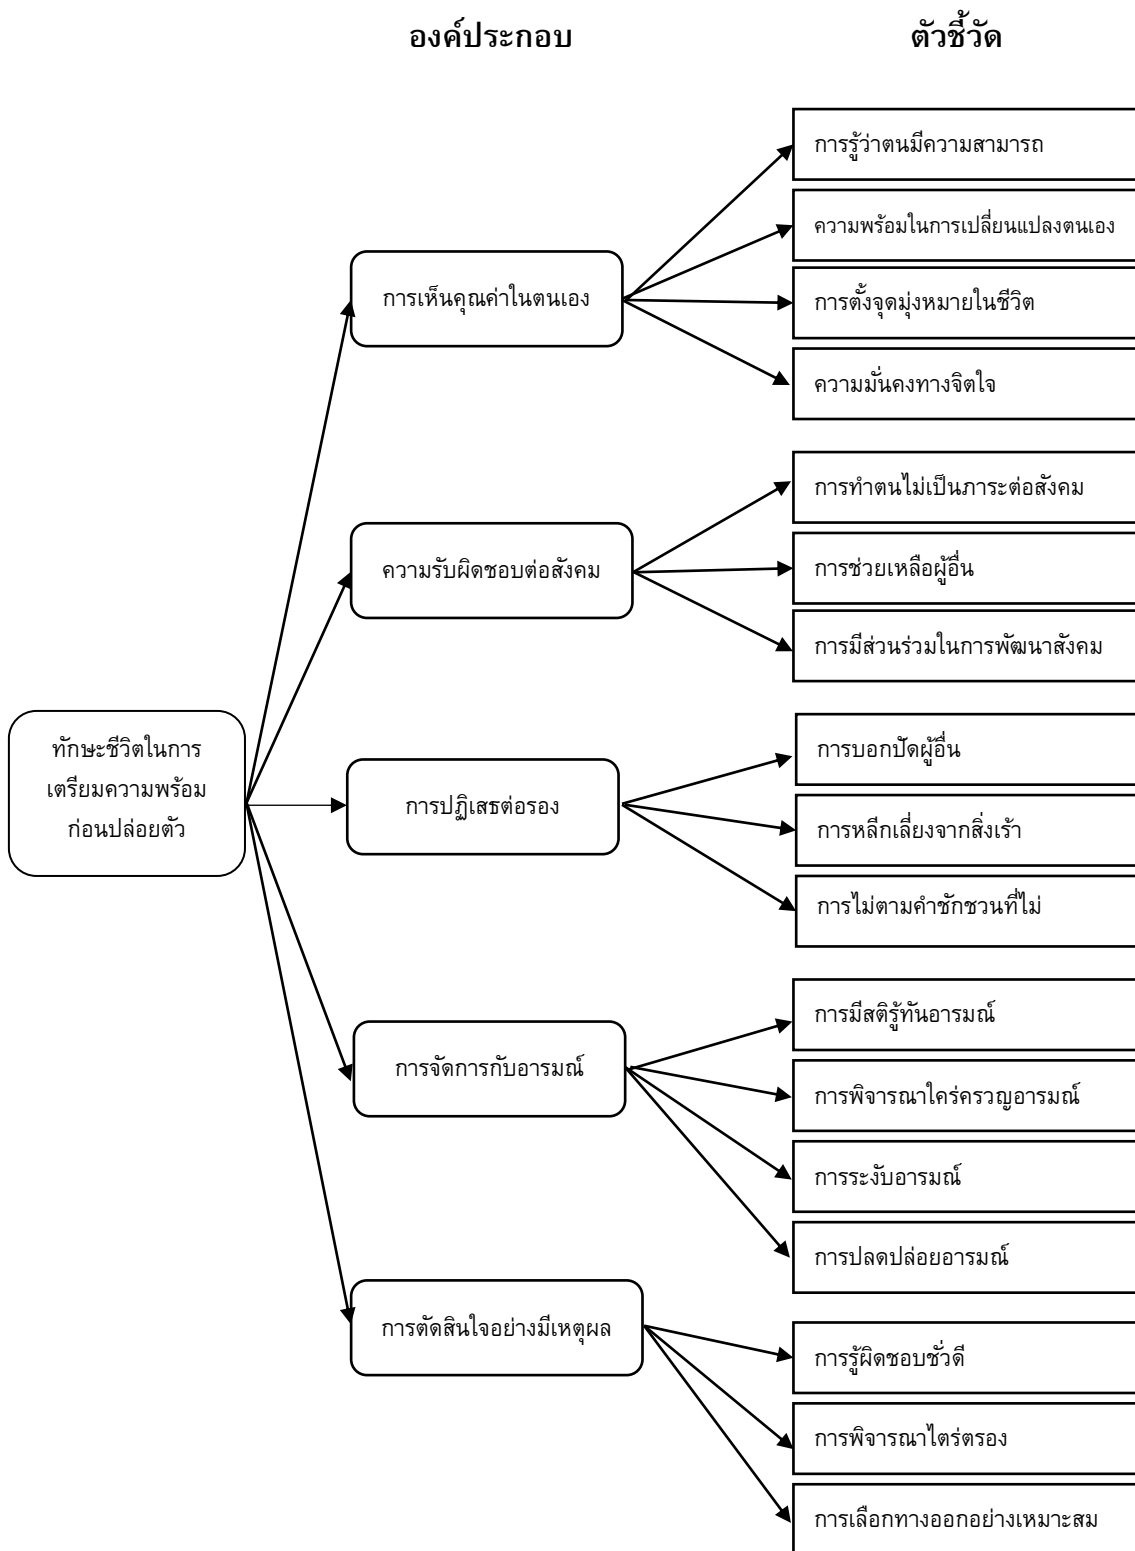 องค์ประกอบ
ตัวชี้วัด
ทักษะชีวิตในการ
เตรียมความพร้อม
ก่อนปล่อยตัว
การเห็นคุณค่าในตนเอง
การรู้ว่าตนมีความสามารถ
ความพร้อมในการเปลี่ยนแปลงตนเอง
การตั้งจุดมุ่งหมายในชีวิต
ความมั่นคงทางจิตใจ
ความรับผิดชอบต่อสังคม
การทำตนไม่เป็นภาระต่อสังคม
การช่วยเหลือผู้อื่น
การมีส่วนร่วมในการพัฒนาสังคม
การปฏิเสธต่อรอง
การบอกปัดผู้อื่น
การหลีกเลี่ยงจากสิ่งเร้า
การไม่ตามคำชักชวนที่ไม่
การจัดการกับอารมณ์
การมีสติรู้ทันอารมณ์
การพิจารณาใคร่ครวญอารมณ์
การระงับอารมณ์
การปลดปล่อยอารมณ์
การตัดสินใจอย่างมีเหตุผล
การรู้ผิดชอบชั่วดี
การพิจารณาไตร่ตรอง
การเลือกทางออกอย่างเหมาะสม